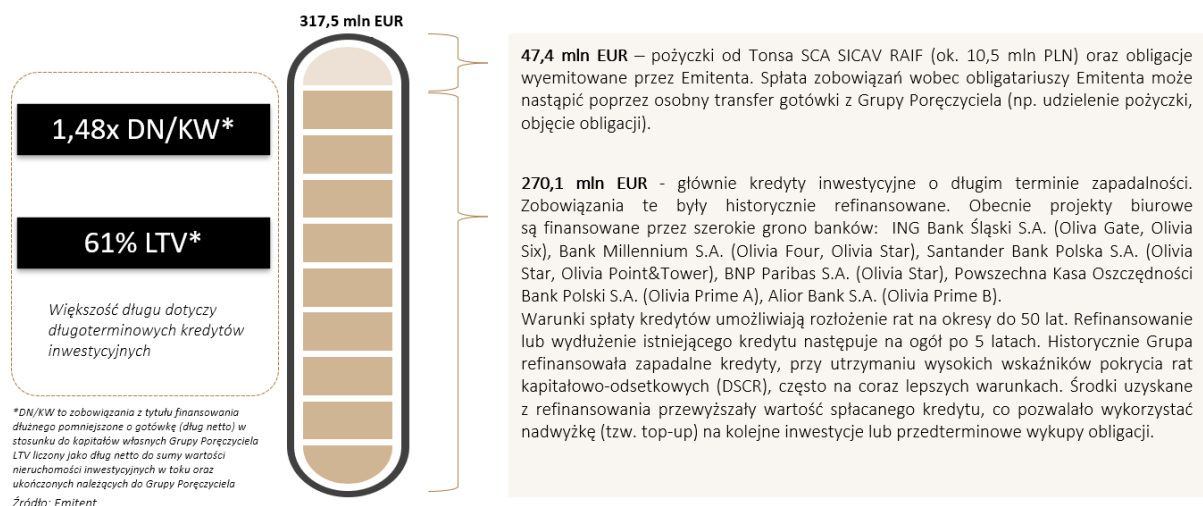 317,5 mln EUR
1,48x DN/KW*
61% LTV*
Większość długu dotyczy
długoterminowych kredytów
inwestycyjnych
*DN/KW to zobowiązania z tytułu finansowania
dłużnego pomniejszone o gotówkę (dług netto) w
stosunku do kapitałów własnych Grupy Poręczyciela
LTV liczony jako dług netto do sumy wartości
nieruchomości inwestycyjnych w toku oraz
ukończonych należących do Grupy Poręczyciela
Źródło: Emitent
47,4 mln EUR – pożyczki od Tonsa SCA SICAV RAIF (ok. 10,5 mln PLN) oraz obligacje
wyemitowane przez Emitenta. Spłata zobowiązań wobec obligatariuszy Emitenta może
nastąpić poprzez osobny transfer gotówki z Grupy Poręczyciela (np. udzielenie pożyczki,
objęcie obligacji).
270,1 mln EUR - głównie kredyty inwestycyjne o długim terminie zapadalności.
Zobowiązania te były historycznie refinansowane. Obecnie projekty biurowe
są finansowane przez szerokie grono banków: ING Bank Śląski S.A. (Oliva Gate, Olivia
Six), Bank Millennium S.A. (Olivia Four, Olivia Star), Santander Bank Polska S.A. (Olivia
Star, Olivia Point&Tower), BNP Paribas S.A. (Olivia Star), Powszechna Kasa Oszczędności
Bank Polski S.A. (Olivia Prime A), Alior Bank S.A. (Olivia Prime B).
Warunki spłaty kredytów umożliwiają rozłożenie rat na okresy do 50 lat. Refinansowanie
lub wydłużenie istniejącego kredytu następuje na ogół po 5 latach. Historycznie Grupa
refinansowała zapadalne kredyty, przy utrzymaniu wysokich wskaźników pokrycia rat
kapitałowo-odsetkowych (DSCR), często na coraz lepszych warunkach. Środki uzyskane
z refinansowania przewyższały wartość spłacanego kredytu, co pozwalało wykorzystać
nadwyżkę (tzw. top-up) na kolejne inwestycje lub przedterminowe wykupy obligacji.